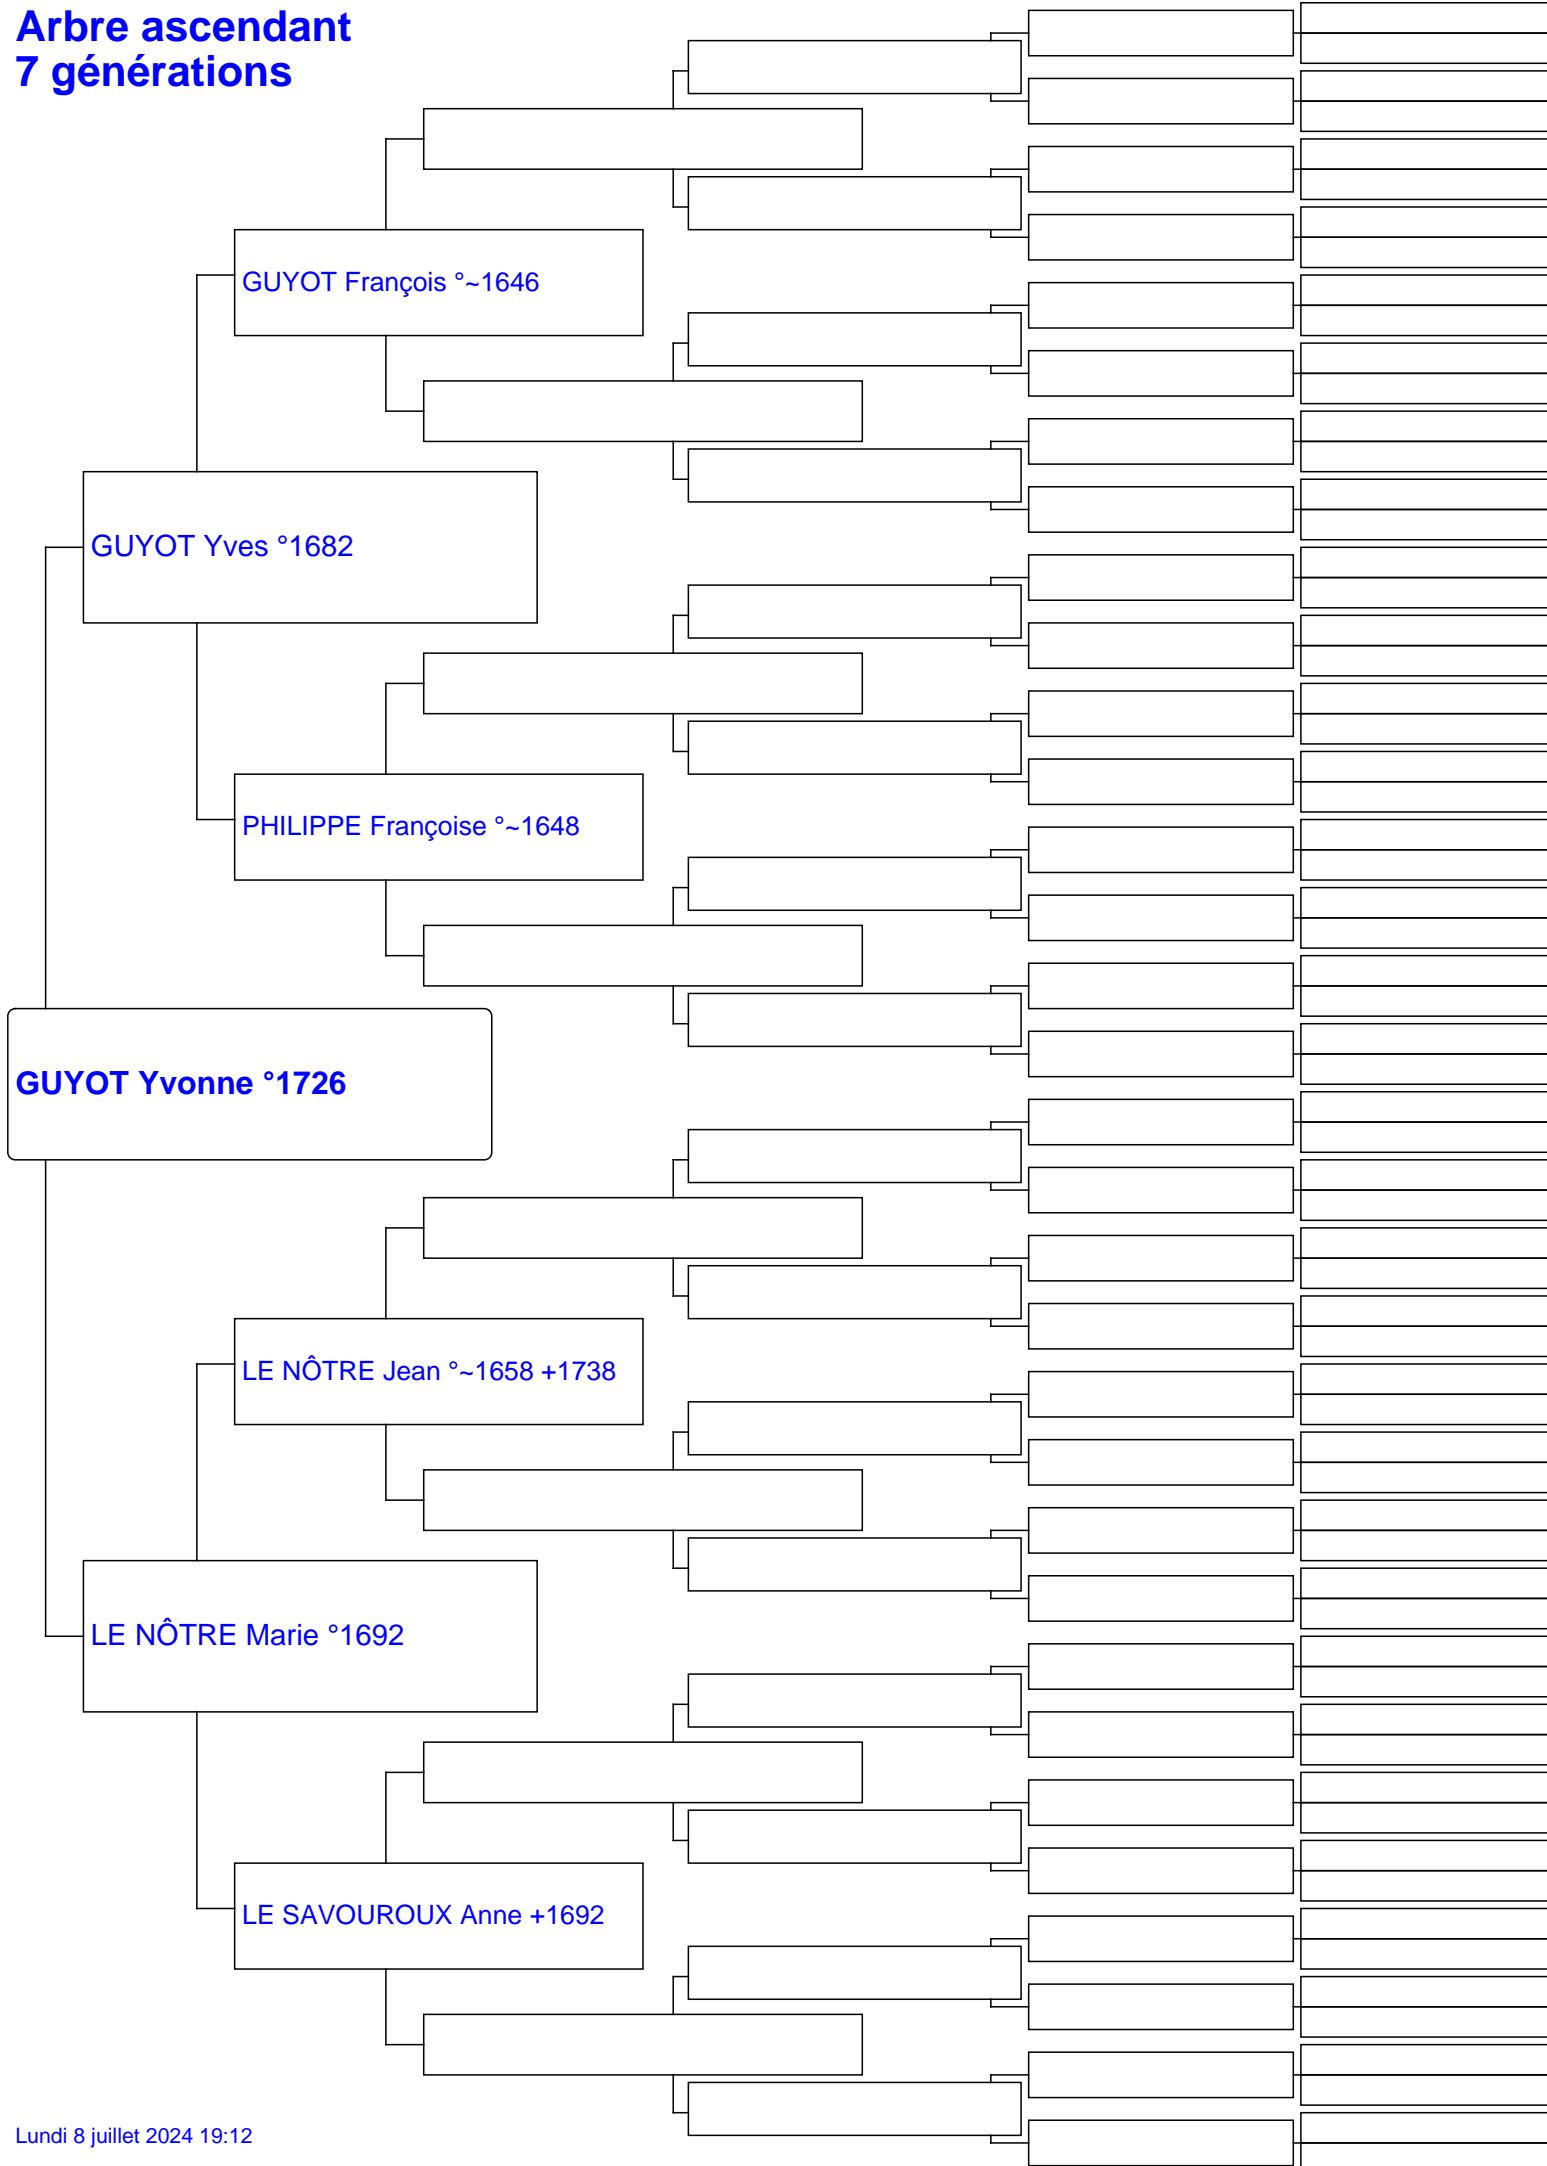 Arbre ascendant
7 générations
GUYOT François °~1646
GUYOT Yves °1682
PHILIPPE Françoise °~1648
GUYOT Yvonne °1726
LE NÔTRE Jean °~1658 +1738
LE NÔTRE Marie °1692
LE SAVOUROUX Anne +1692
Lundi 8 juillet 2024 19:12